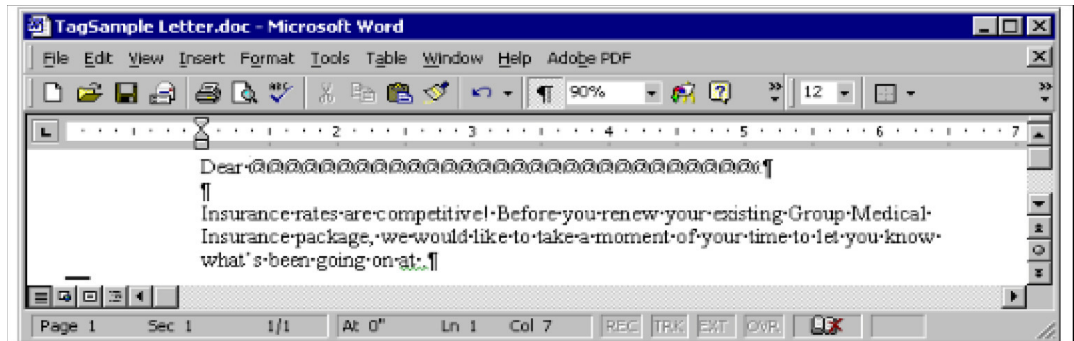 TagSample Letter.doc - Microsoft Word
File Edit View Insert Format Tools Table Window Help Adobe PDF
90% 12
2 3 4 5 6 7
Dear @@@@@@@@@@@@@@@@@@@@@@@@@@@@@@:¶
¶
Insurance·rates·are·competitive!·Before·you·renew·your·existing·Group·Medical·
Insurance·package,·we·would·like·to·take·a·moment·of·your·time·to·let·you·know·
what's·been·going·on·at:.¶
Page 1 Sec 1 1/1 At 0" Ln 1 Col 7 REC TRK EXT OVR